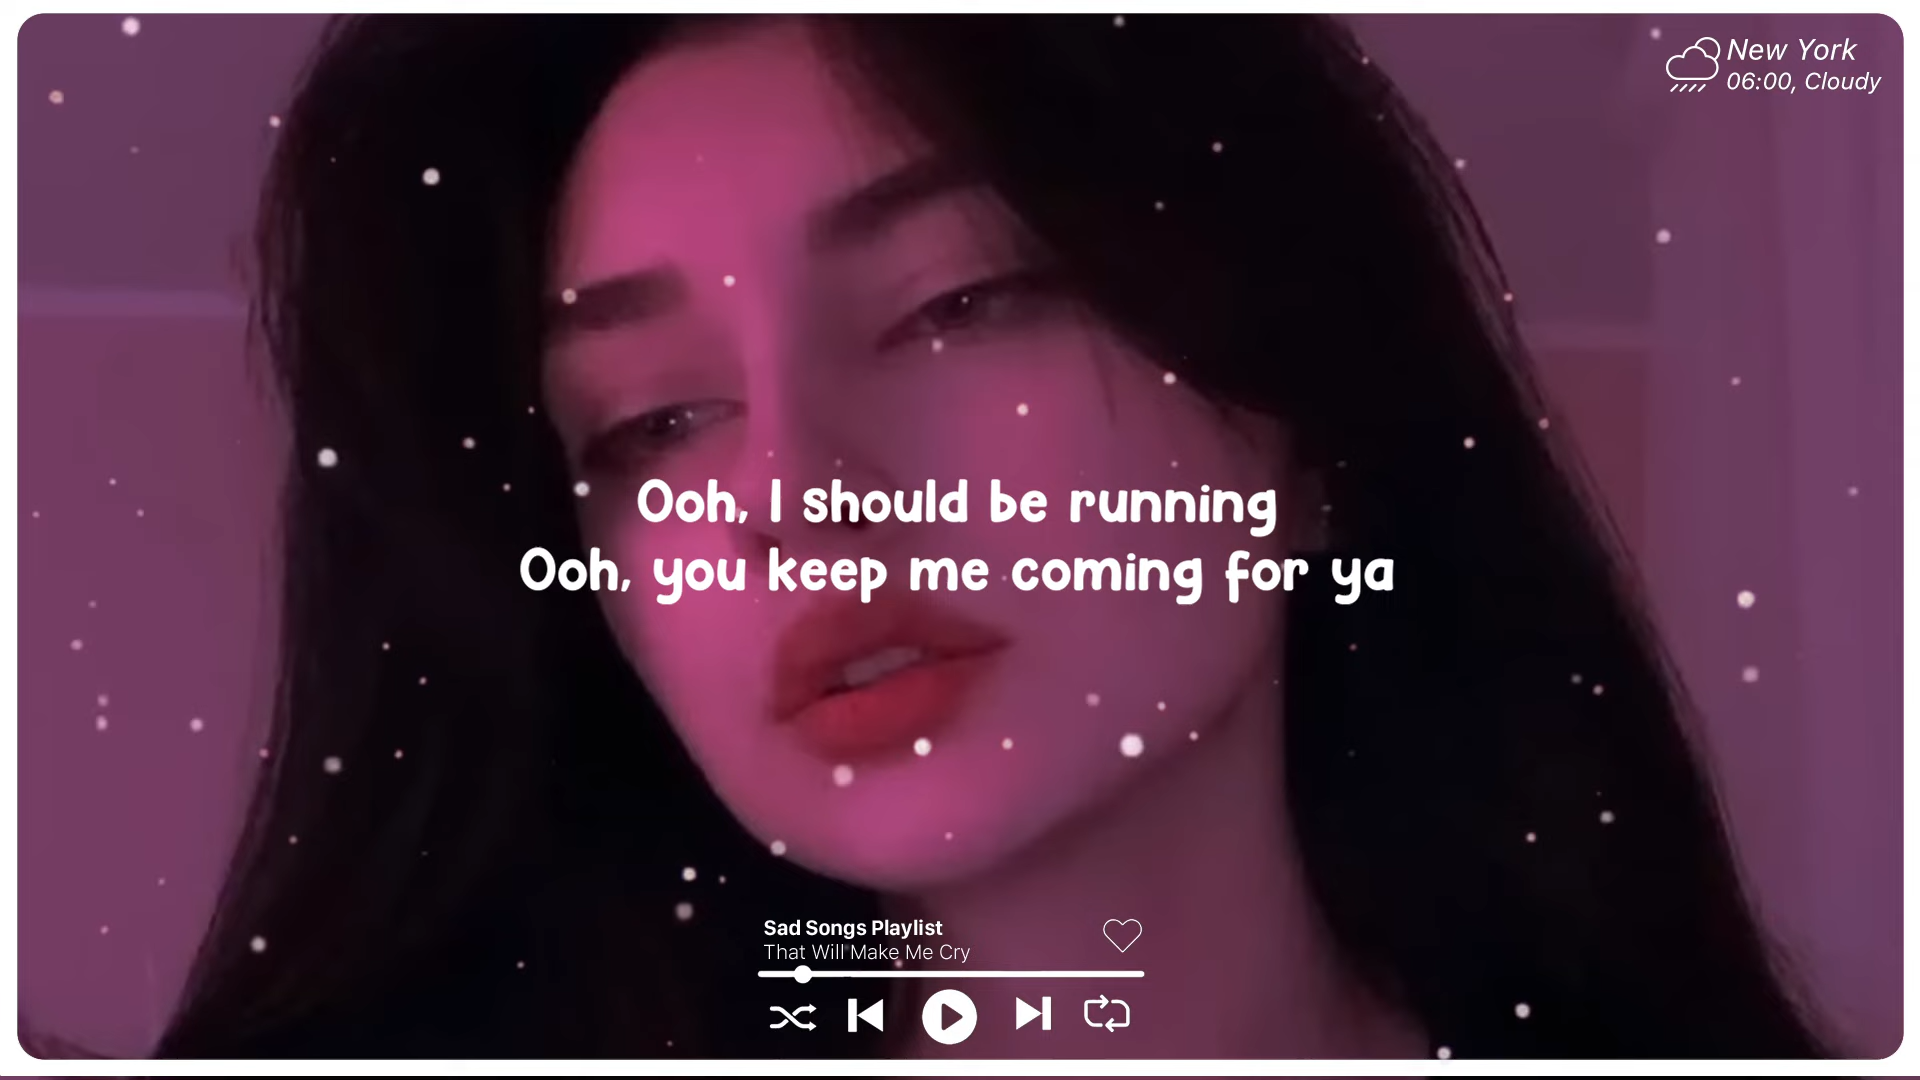 New York
06:00, Cloudy
Ooh, I should be running
Ooh, you keep me coming for ya
Sad Songs Playlist
That Will Make Me Cry